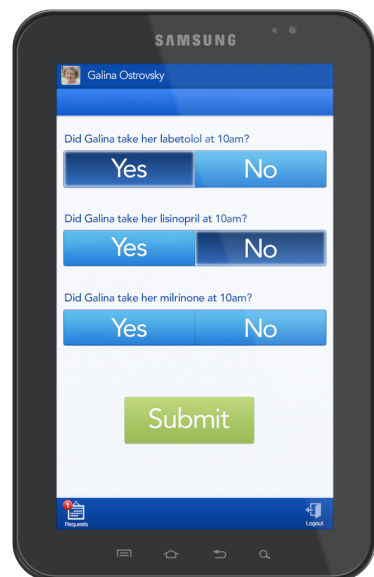 SAMSUNG
Galina Ostrovsky
Did Galina take her labetolol at 10am?
Yes No
Did Galina take her lisinopril at 10am?
Yes No
Did Galina take her milrinone at 10am?
Yes No
Submit
1
Requests
Logout